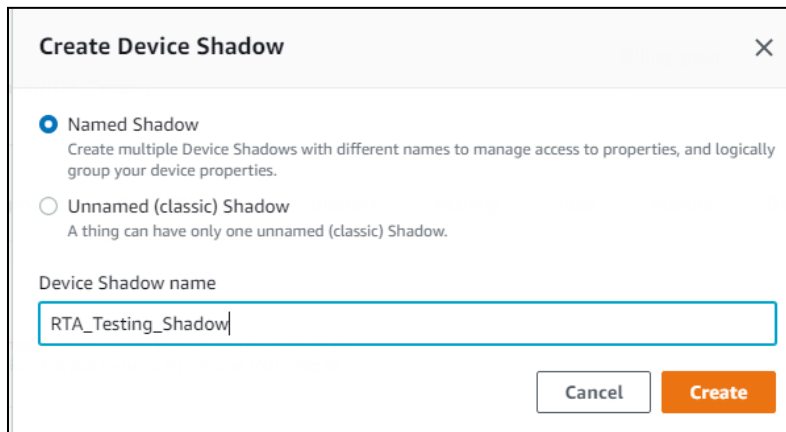 Create Device Shadow
Named Shadow
Create multiple Device Shadows with different names to manage access to properties, and logically
group your device properties.
Unnamed (classic) Shadow
A thing can have only one unnamed (classic) Shadow.
Device Shadow name
RTA_Testing_Shadow
Cancel Create